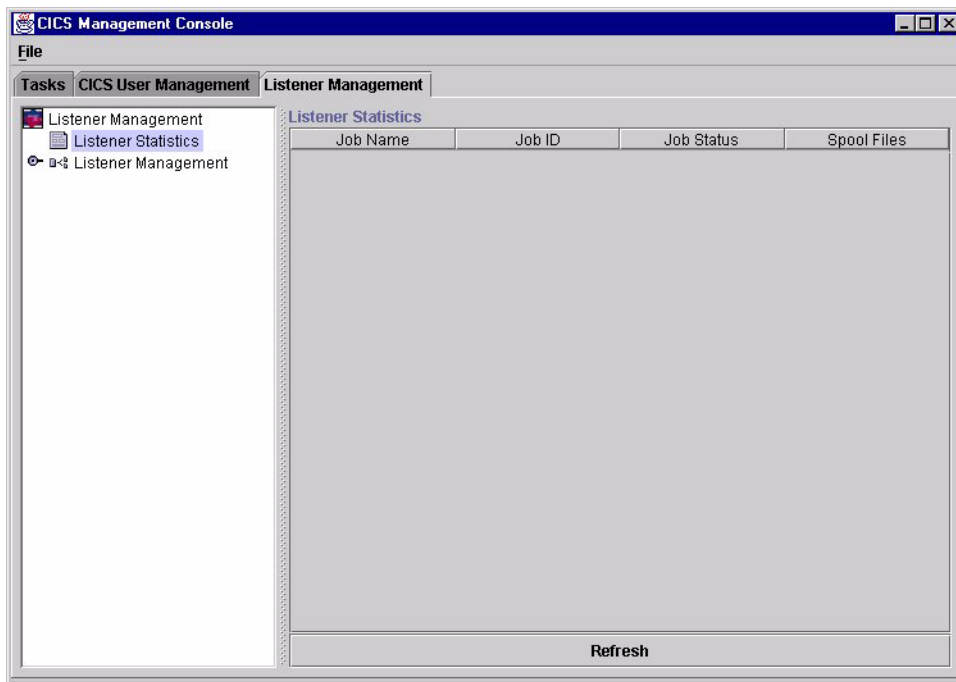 CICS Management Console
File
Tasks CICS User Management Listener Management
Listener Management
Listener Statistics
Listener Management
Listener Statistics
Job Name Job ID Job Status Spool Files
Refresh